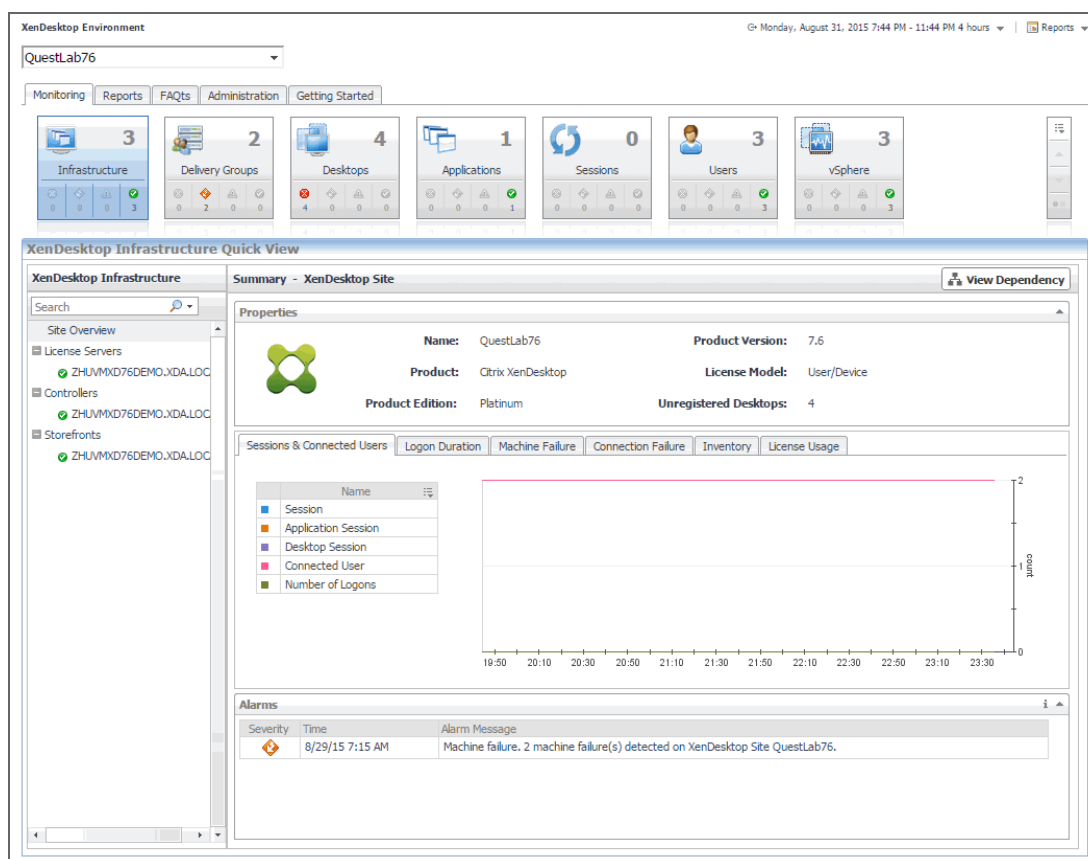 XenDesktop Environment
Monday, August 31, 2015 7:44 PM - 11:44 PM 4 hours
Reports
QuestLab76
Monitoring Reports FAQts Administration Getting Started
3 2 4 1 0 3 3
Infrastructure Delivery Groups Desktops Applications Sessions Users vSphere
0 0 0 3 0 2 0 0 4 0 0 0 0 0 0 1 0 0 0 0 0 0 0 3 0 0 0 3
XenDesktop Infrastructure Quick View
XenDesktop Infrastructure
Search
Site Overview
License Servers
ZHUVMXD76DEMO.XDA.LOC
Controllers
ZHUVMXD76DEMO.XDA.LOC
Storefronts
ZHUVMXD76DEMO.XDA.LOC
Summary - XenDesktop Site
View Dependency
Properties
Name: QuestLab76 Product Version: 7.6
Product: Citrix XenDesktop License Model: User/Device
Product Edition: Platinum Unregistered Desktops: 4
Sessions & Connected Users Logon Duration Machine Failure Connection Failure Inventory License Usage
Name
Session
Application Session
Desktop Session
Connected User
Number of Logons
2
1
0
count
19:50 20:10 20:30 20:50 21:10 21:30 21:50 22:10 22:30 22:50 23:10 23:30
Alarms
Severity Time Alarm Message
8/29/15 7:15 AM Machine failure. 2 machine failure(s) detected on XenDesktop Site QuestLab76.